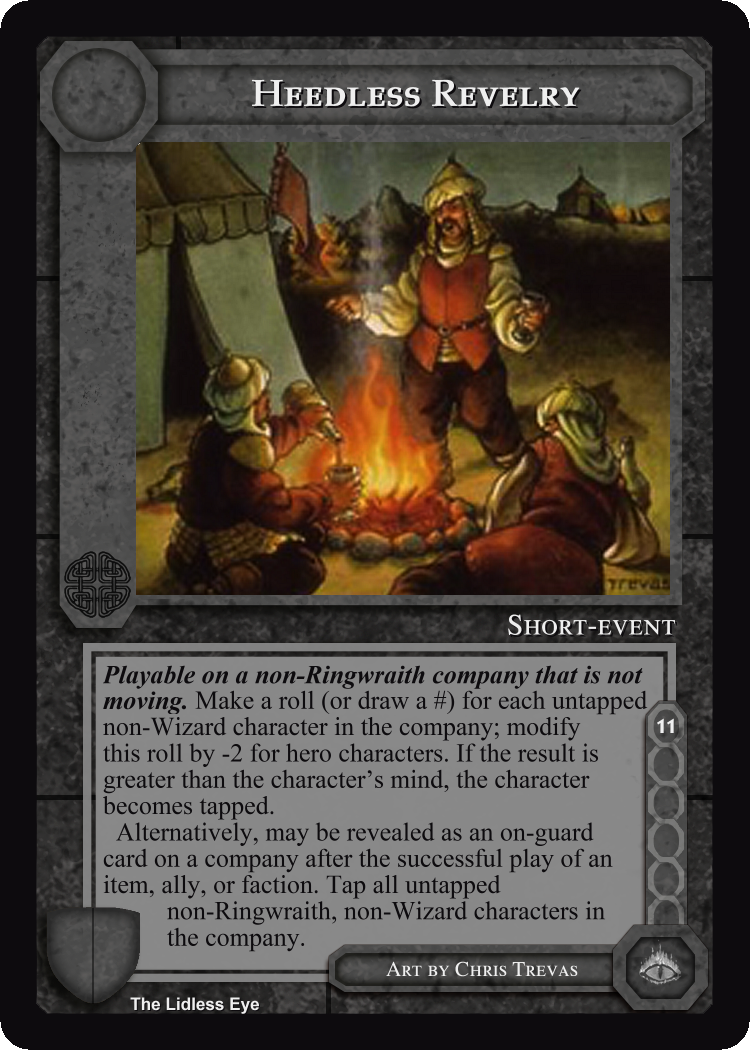 Heedless Revelry
Trevas
Short-event
Playable on a non-Ringwraith company that is not
moving. Make a roll (or draw a #) for each untapped
non-Wizard character in the company; modify
this roll by -2 for hero characters. If the result is
greater than the character’s mind, the character
becomes tapped.
Alternatively, may be revealed as an on-guard
card on a company after the successful play of an
item, ally, or faction. Tap all untapped
non-Ringwraith, non-Wizard characters in
the company.
11
Art by Chris Trevas
The Lidless Eye